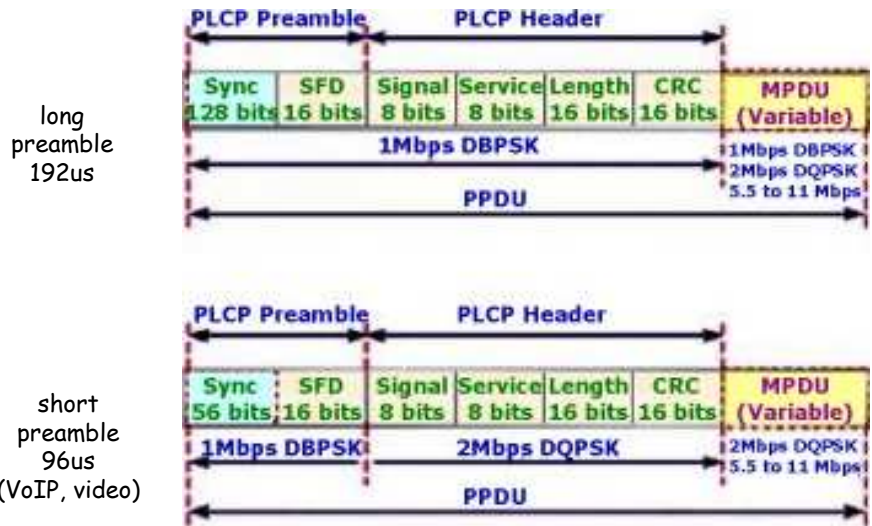 PLCP Preamble PLCP Header
Sync SFD Signal Service Length CRC MPDU
128 bits 16 bits 8 bits 8 bits 16 bits 16 bits (Variable)
long
preamble
192us
1Mbps DBPSK
1Mbps DBPSK
2Mbps DQPSK
5.5 to 11 Mbps
PPDU
PLCP Preamble PLCP Header
Sync SFD Signal Service Length CRC MPDU
56 bits 16 bits 8 bits 8 bits 16 bits 16 bits (Variable)
short
preamble
96us
(VoIP, video)
1Mbps DBPSK 2Mbps DQPSK
2Mbps DQPSK
5.5 to 11 Mbps
PPDU